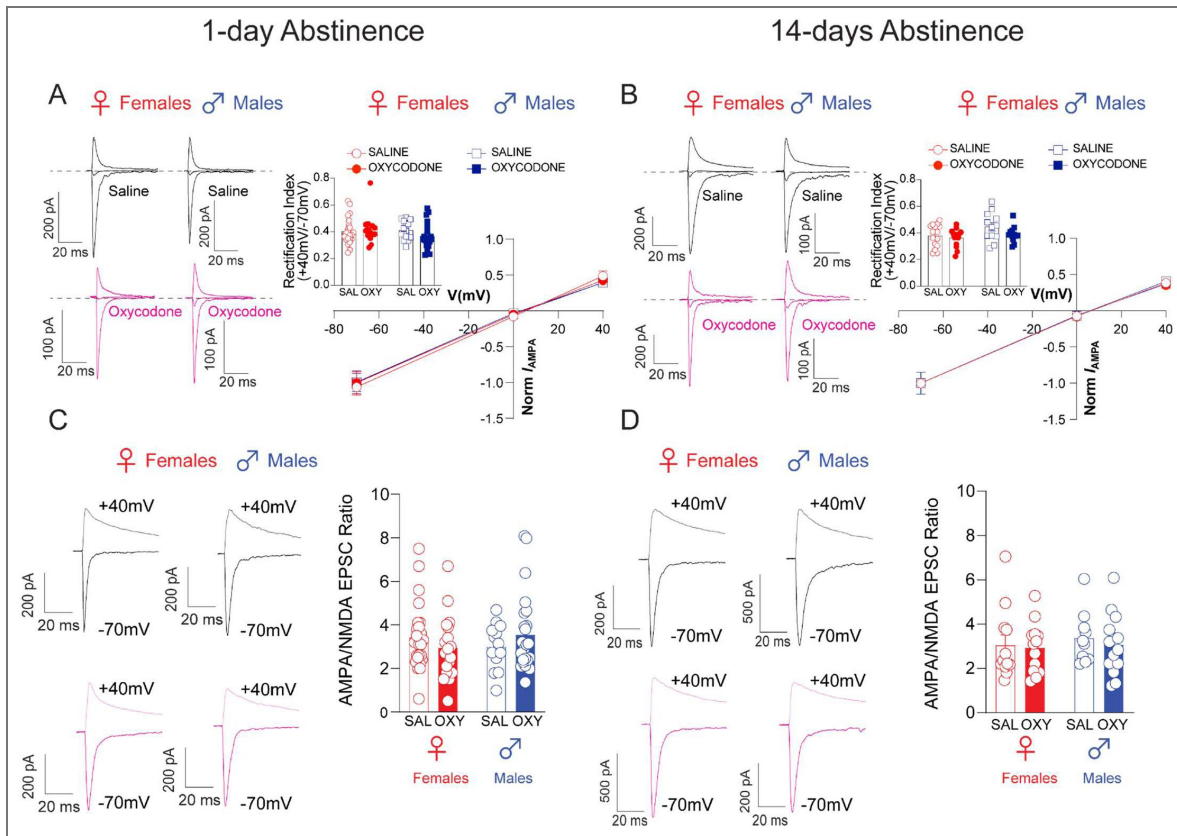 1-day Abstinence
14-days Abstinence
A
♀ Females ♂ Males
♀ Females ♂ Males
SALINE
OXYCODONE
SALINE
OXYCODONE
Saline
Saline
200 pA
20 ms
200 pA
20 ms
Oxycodone
Oxycodone
100 pA
20 ms
100 pA
20 ms
Rectification Index
(+40mV/-70mV)
0.8
0.6
0.4
0.2
0.0
SAL OXY SAL OXY
V(mV)
1.0
0.5
-0.5
-1.0
-1.5
-80 -60 -40 -20 0 20 40
Norm IAMPA
B
♀ Females ♂ Males
♀ Females ♂ Males
SALINE
OXYCODONE
SALINE
OXYCODONE
Saline
Saline
200 pA
20 ms
100 pA
20 ms
Oxycodone
Oxycodone
200 pA
20 ms
100 pA
20 ms
Rectification Index
(+40mV/-70mV)
0.8
0.6
0.4
0.2
0.0
SAL OXY SAL OXY
V(mV)
1.0
0.5
-0.5
-1.0
-1.5
-80 -60 -40 -20 0 20 40
Norm IAMPA
C
♀ Females ♂ Males
+40mV
+40mV
200 pA
20 ms
-70mV
200 pA
20 ms
-70mV
+40mV
+40mV
200 pA
20 ms
-70mV
200 pA
20 ms
-70mV
AMPA/NMDA EPSC Ratio
10
8
6
4
2
0
SAL OXY SAL OXY
♀ ♂
Females Males
D
♀ Females ♂ Males
+40mV
+40mV
200 pA
20 ms
-70mV
500 pA
20 ms
-70mV
+40mV
+40mV
500 pA
20 ms
-70mV
200 pA
20 ms
-70mV
AMPA/NMDA EPSC Ratio
10
8
6
4
2
0
SAL OXY SAL OXY
♀ ♂
Females Males